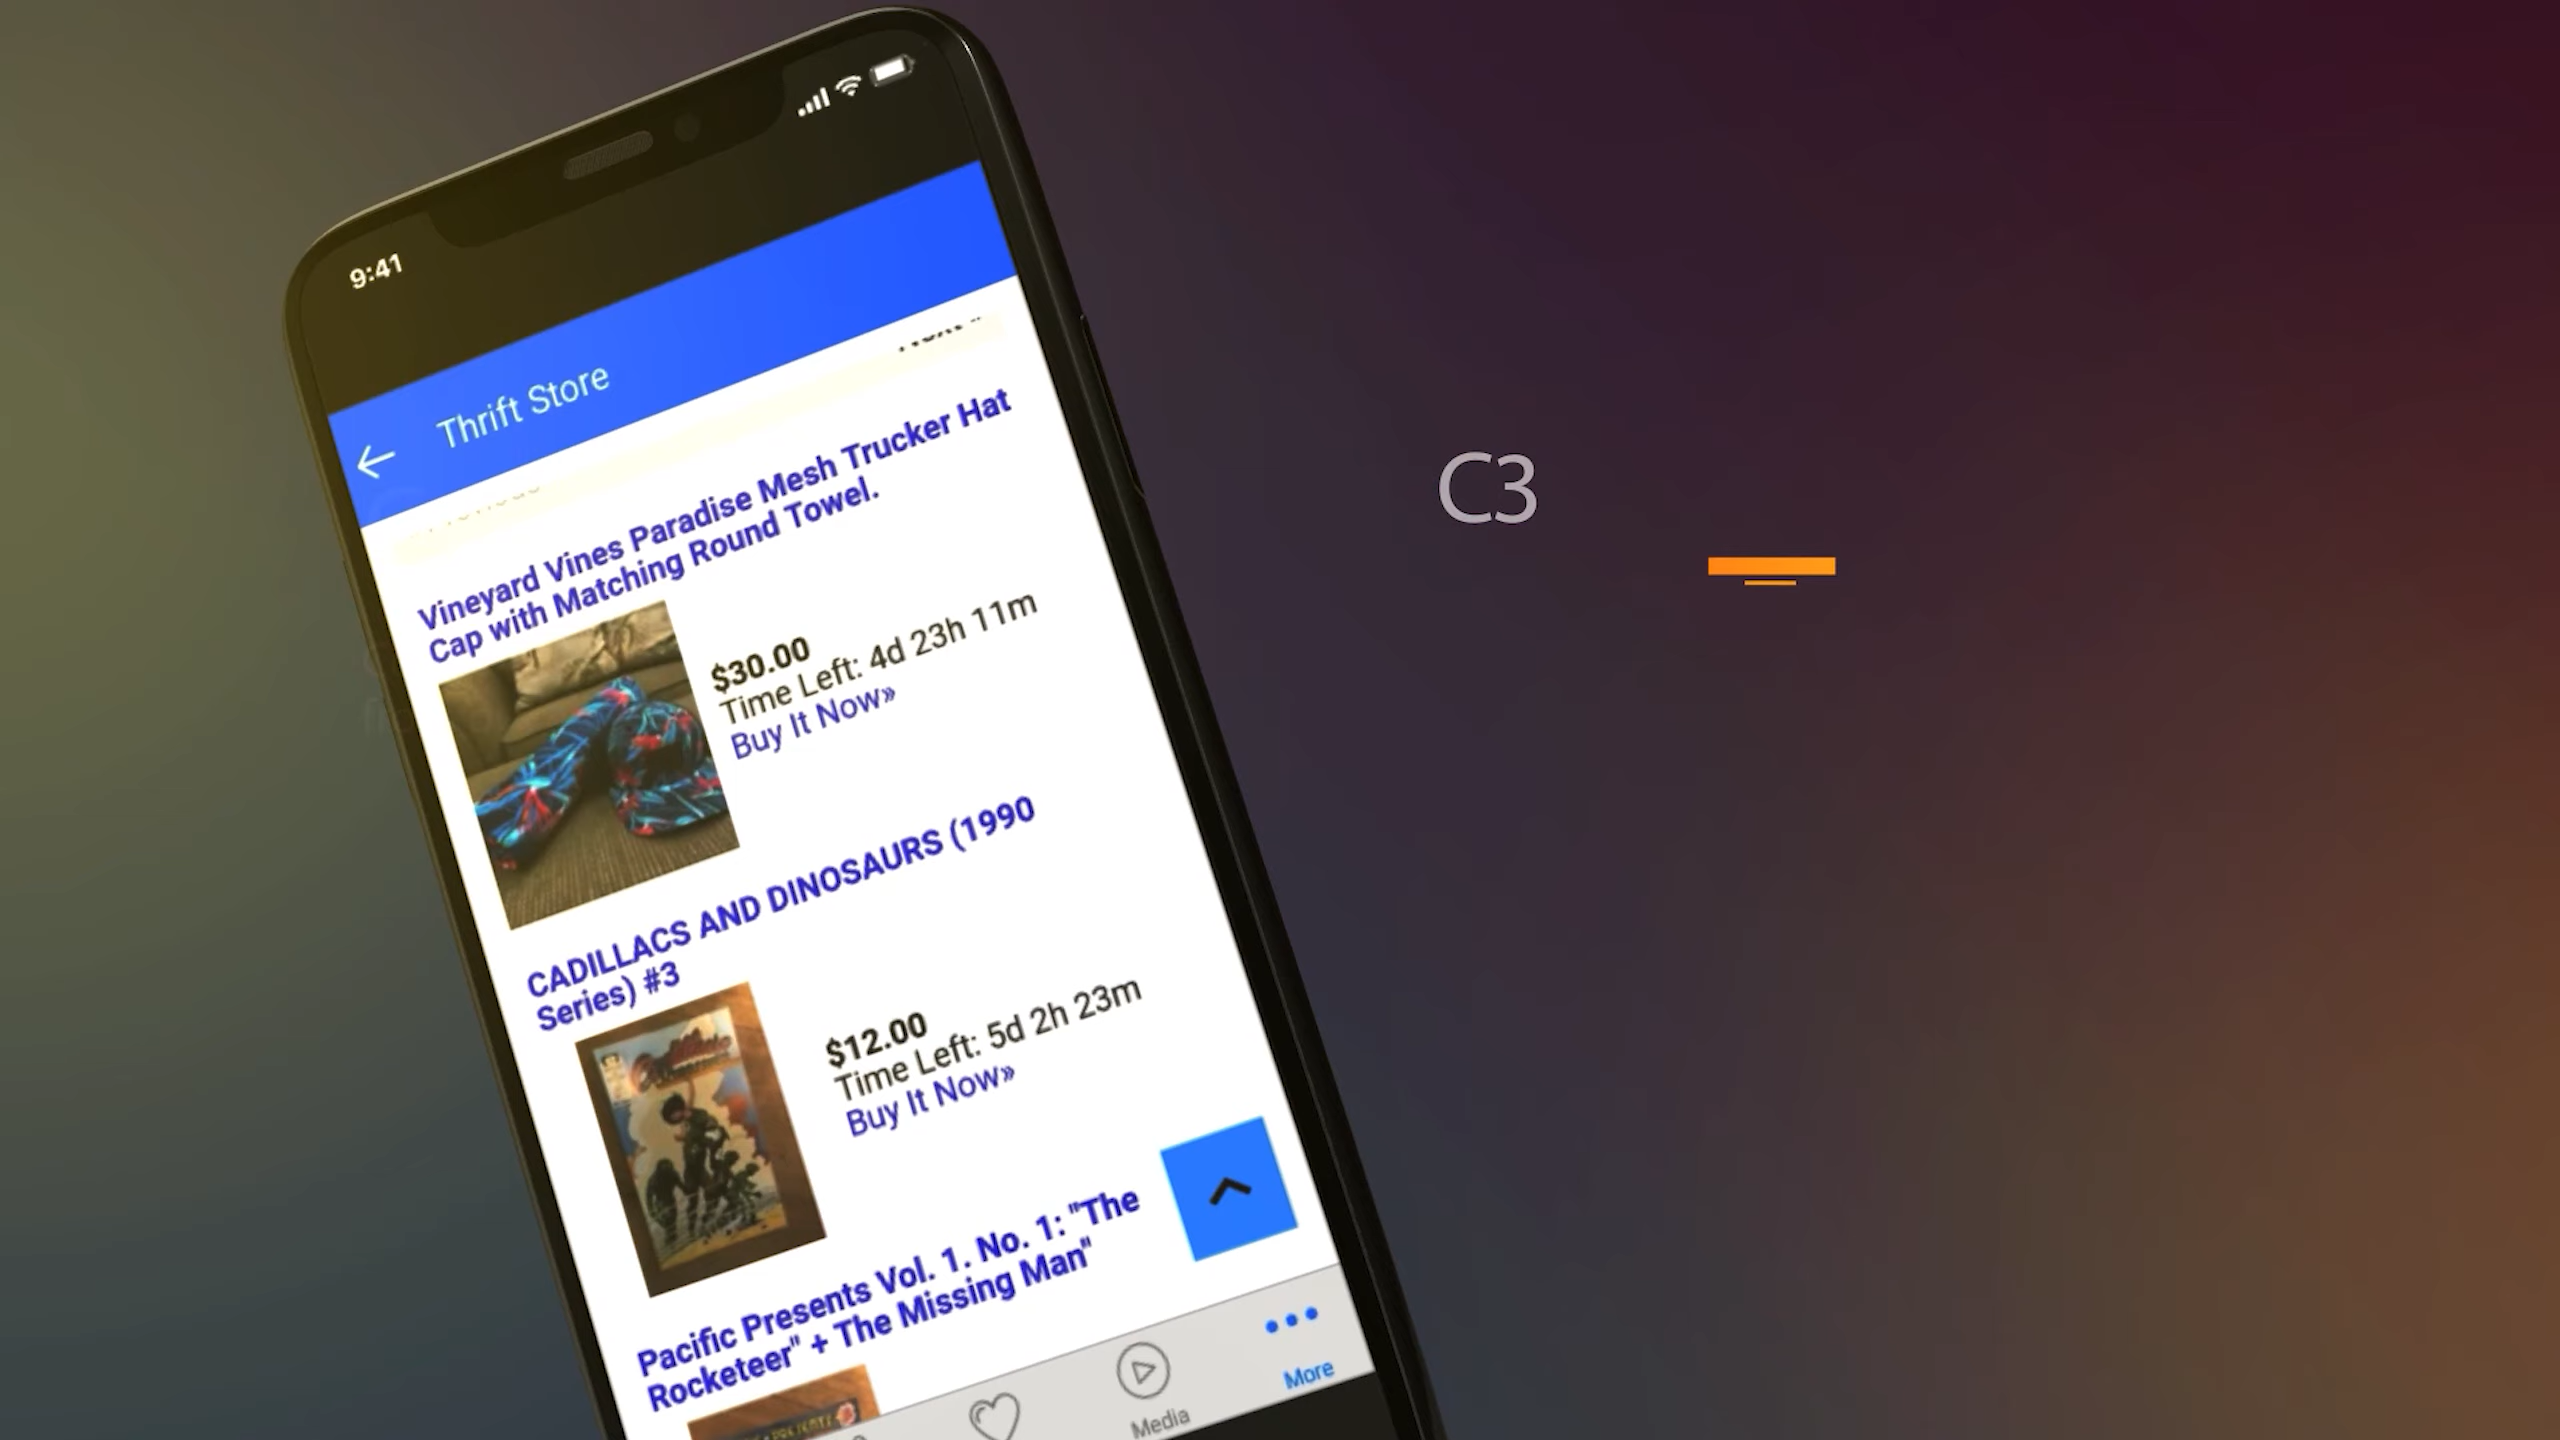 9:41
Thrift Store
Vineyard Vines Paradise Mesh Trucker Hat
Cap with Matching Round Towel.
$30.00
Time Left: 4d 23h 11m
Buy It Now»
CADILLACS AND DINOSAURS (1990
Series) #3
$12.00
Time Left: 5d 2h 23m
Buy It Now»
Pacific Presents Vol. 1. No. 1: "The
Rocketeer" + The Missing Man"
Media
More
C3